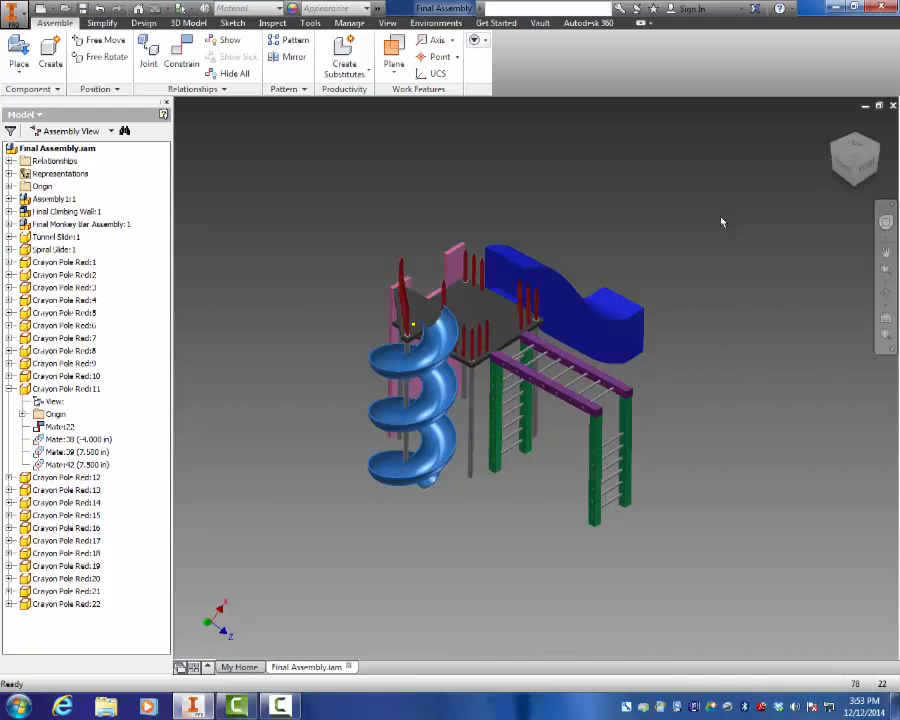 Material
Appearance
Final Assembly
Sign In
PRO
Assemble Simplify Design 3D Model Sketch Inspect Tools Manage View Environments Get Started Vault Autodesk 360
Place Create Free Move Free Rotate Joint Constrain Show Show Sick Hide All Pattern Mirror Create Substitutes Plane Axis Point UCS
Component Position Relationships Pattern Productivity Work Features
Model
Assembly View
Final Assembly.iam
Relationships
Representations
Origin
Assembly1:1
Final Climbing Wall:1
Final Monkey Bar Assembly:1
Tunnel Slide:1
Spiral Slide:1
Crayon Pole Red:1
Crayon Pole Red:2
Crayon Pole Red:3
Crayon Pole Red:4
Crayon Pole Red:5
Crayon Pole Red:6
Crayon Pole Red:7
Crayon Pole Red:8
Crayon Pole Red:9
Crayon Pole Red:10
Crayon Pole Red:11
View:
Origin
Mate:22
Mate:38 (-4.000 in)
Mate:39 (7.500 in)
Mate:42 (7.500 in)
Crayon Pole Red:12
Crayon Pole Red:13
Crayon Pole Red:14
Crayon Pole Red:15
Crayon Pole Red:16
Crayon Pole Red:17
Crayon Pole Red:18
Crayon Pole Red:19
Crayon Pole Red:20
Crayon Pole Red:21
Crayon Pole Red:22
X
Z
My Home Final Assembly.iam
Ready 78 22
3:53 PM
12/12/2014